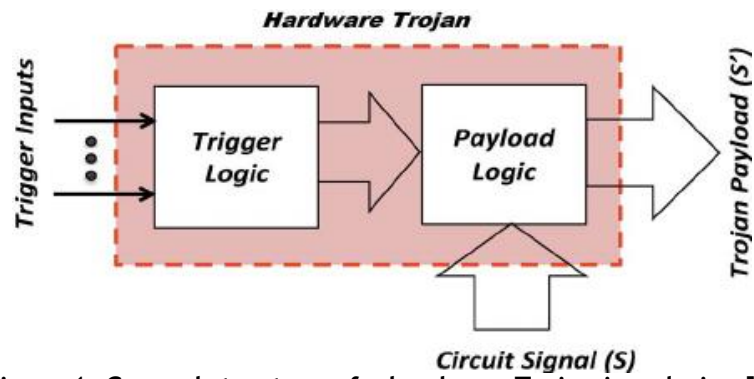 Hardware Trojan
Trigger Inputs
Trigger
Logic
Payload
Logic
Trojan Payload (S')
Circuit Signal (S)